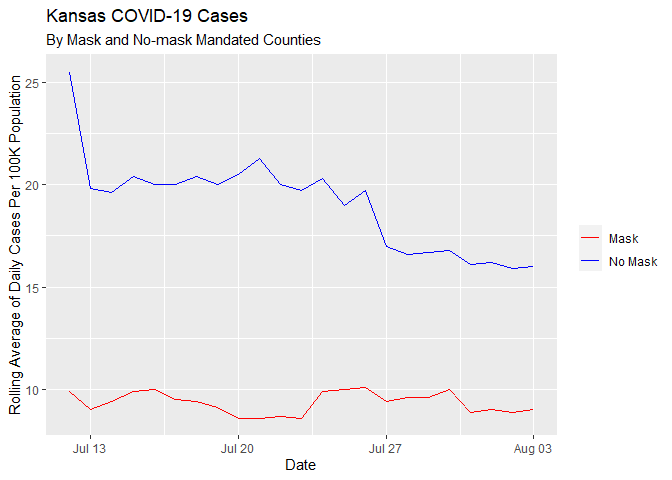 Kansas COVID-19 Cases
By Mask and No-mask Mandated Counties
Rolling Average of Daily Cases Per 100K Population
25
20
15
10
Jul 13
Jul 20
Jul 27
Aug 03
Date
Mask
No Mask